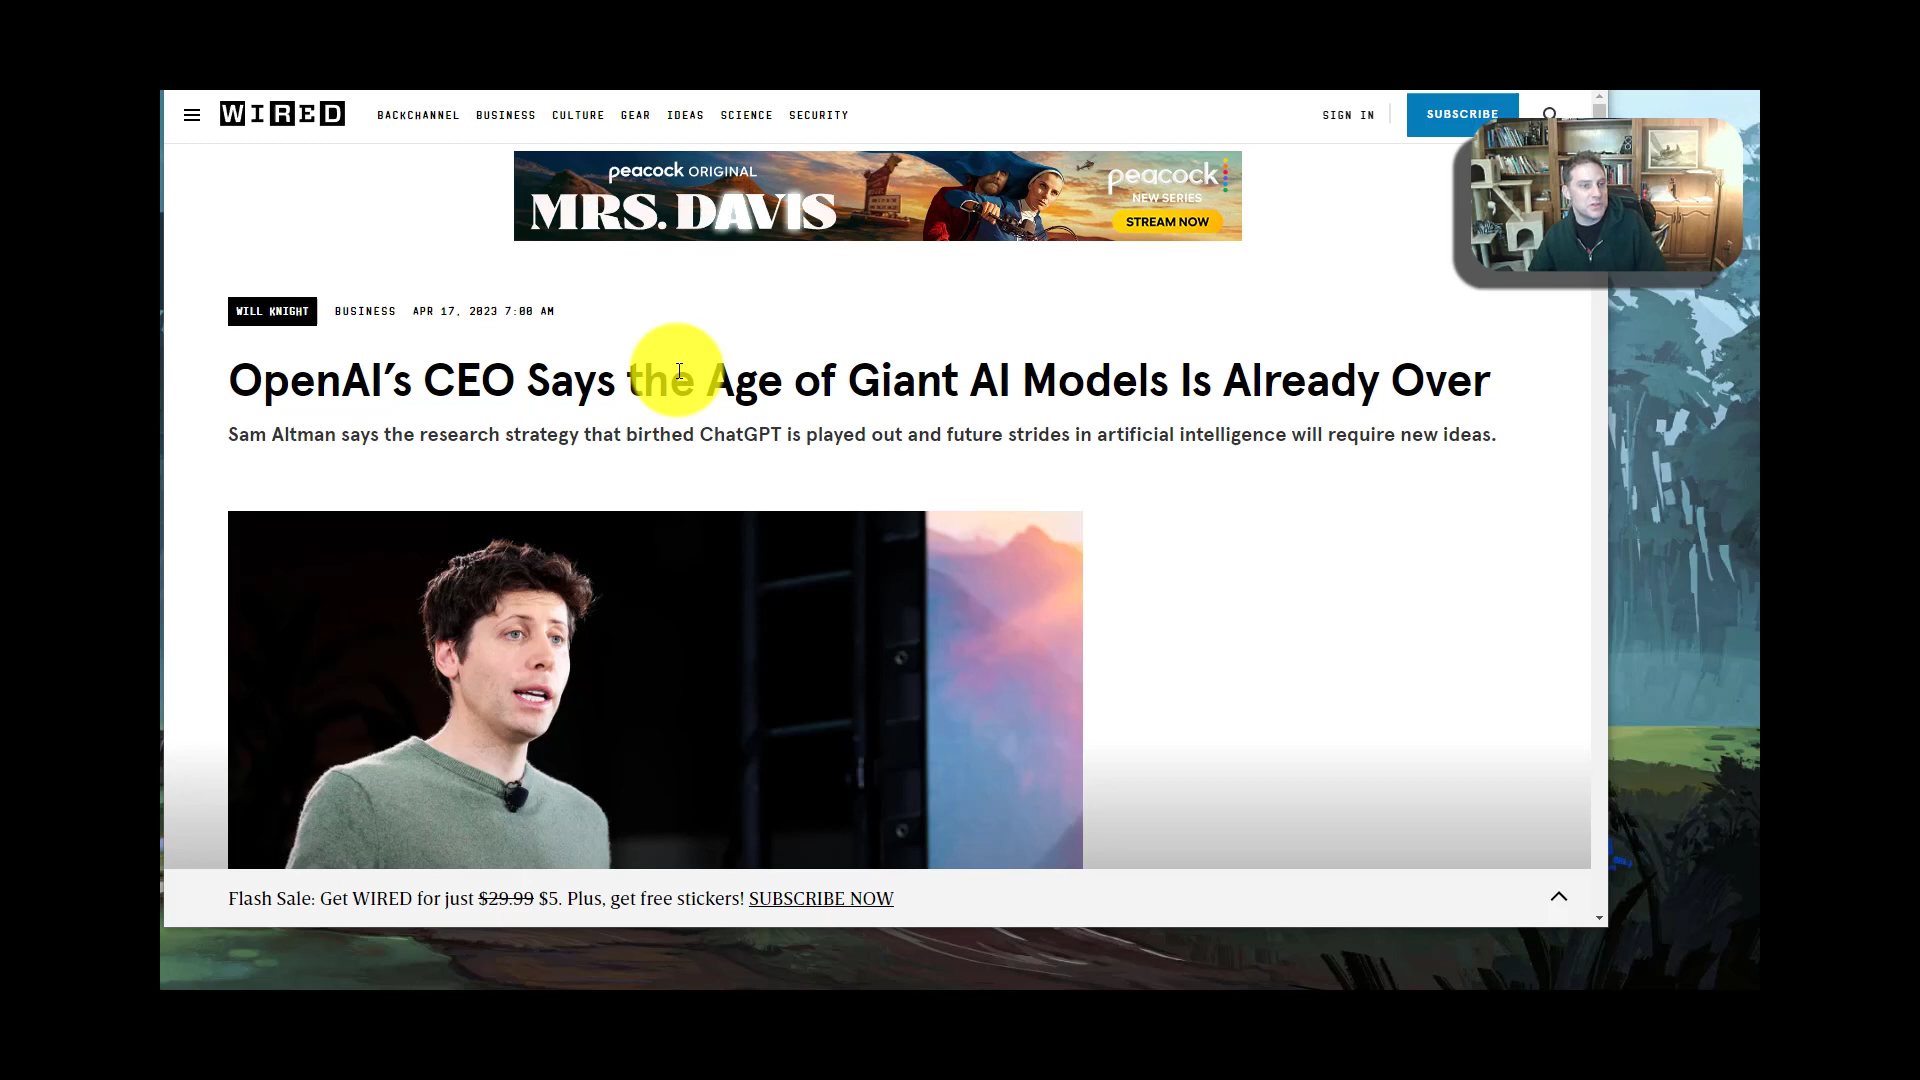 WIRED
BACKCHANNEL BUSINESS CULTURE GEAR IDEAS SCIENCE SECURITY
SIGN IN
SUBSCRIBE
peacock ORIGINAL
MRS. DAVIS
peacock
NEW SERIES
STREAM NOW
WILL KNIGHT
BUSINESS
APR 17, 2023 7:00 AM
OpenAI’s CEO Says the Age of Giant AI Models Is Already Over
Sam Altman says the research strategy that birthed ChatGPT is played out and future strides in artificial intelligence will require new ideas.
Flash Sale: Get WIRED for just $29.99 $5. Plus, get free stickers! SUBSCRIBE NOW